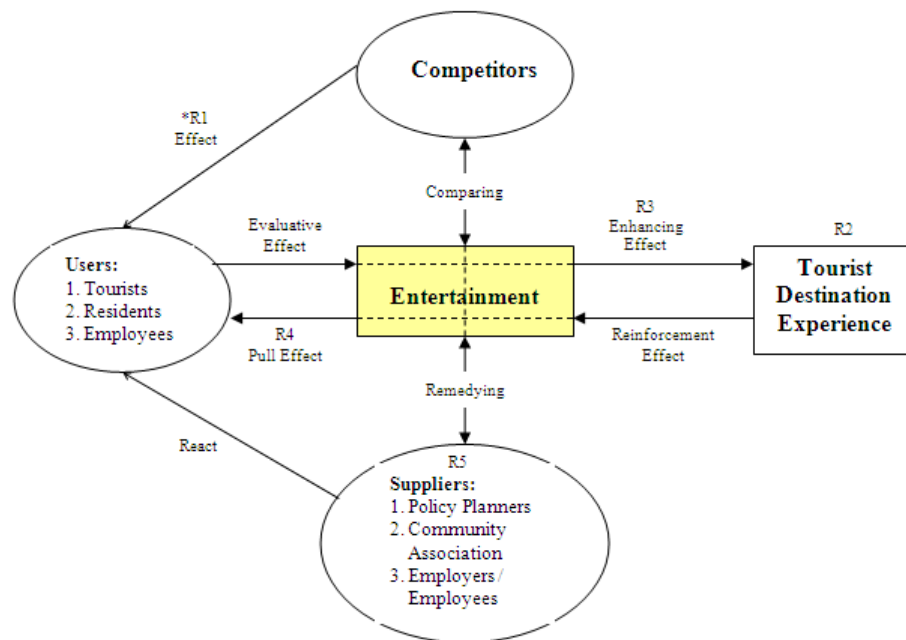 Competitors
*R1
Effect
Comparing
Evaluative
Effect
R3
Enhancing
Effect
R2
Users:
1. Tourists
2. Residents
3. Employees
Entertainment
Tourist
Destination
Experience
R4
Pull Effect
Reinforcement
Effect
Remedying
React
R5
Suppliers:
1. Policy Planners
2. Community
Association
3. Employers /
Employees